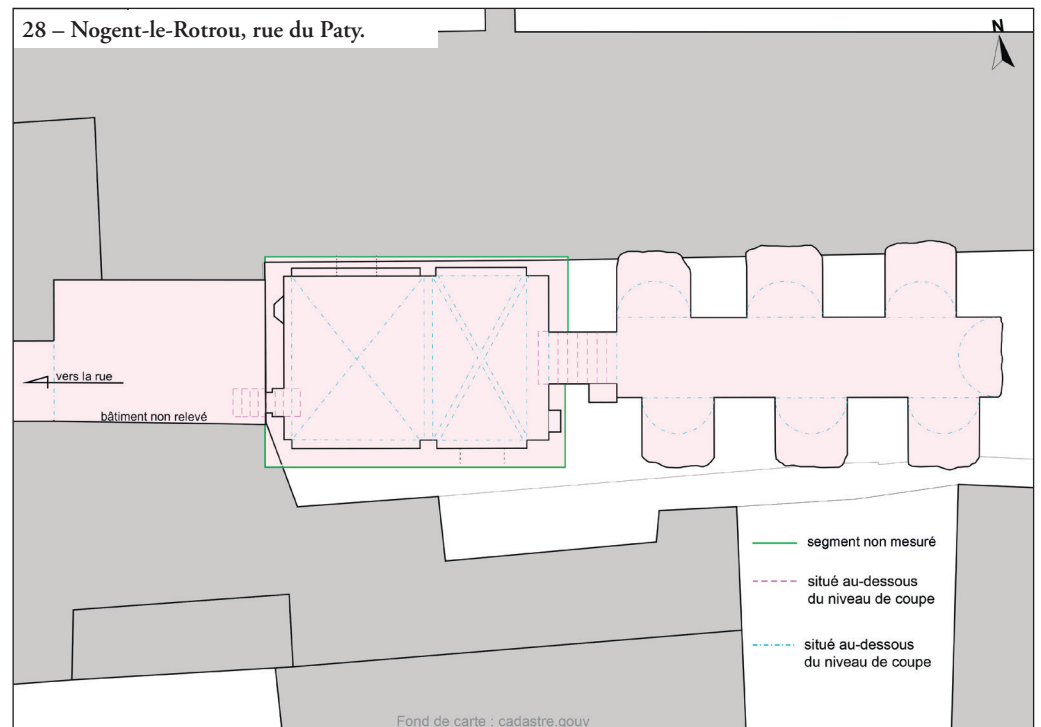 28 – Nogent-le-Rotrou, rue du Paty.
N
vers la rue
bâtiment non relevé
segment non mesuré
situé au-dessous
du niveau de coupe
situé au-dessous
du niveau de coupe
Fond de carte : cadastre.gouv